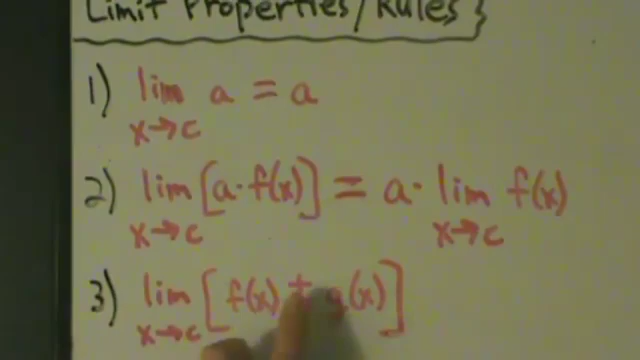 Limit Properties/Rules}
1) lim x→c a = a
2) lim x→c [a·f(x)] = a· lim x→c f(x)
3) lim x→c [f(x) + g(x)]